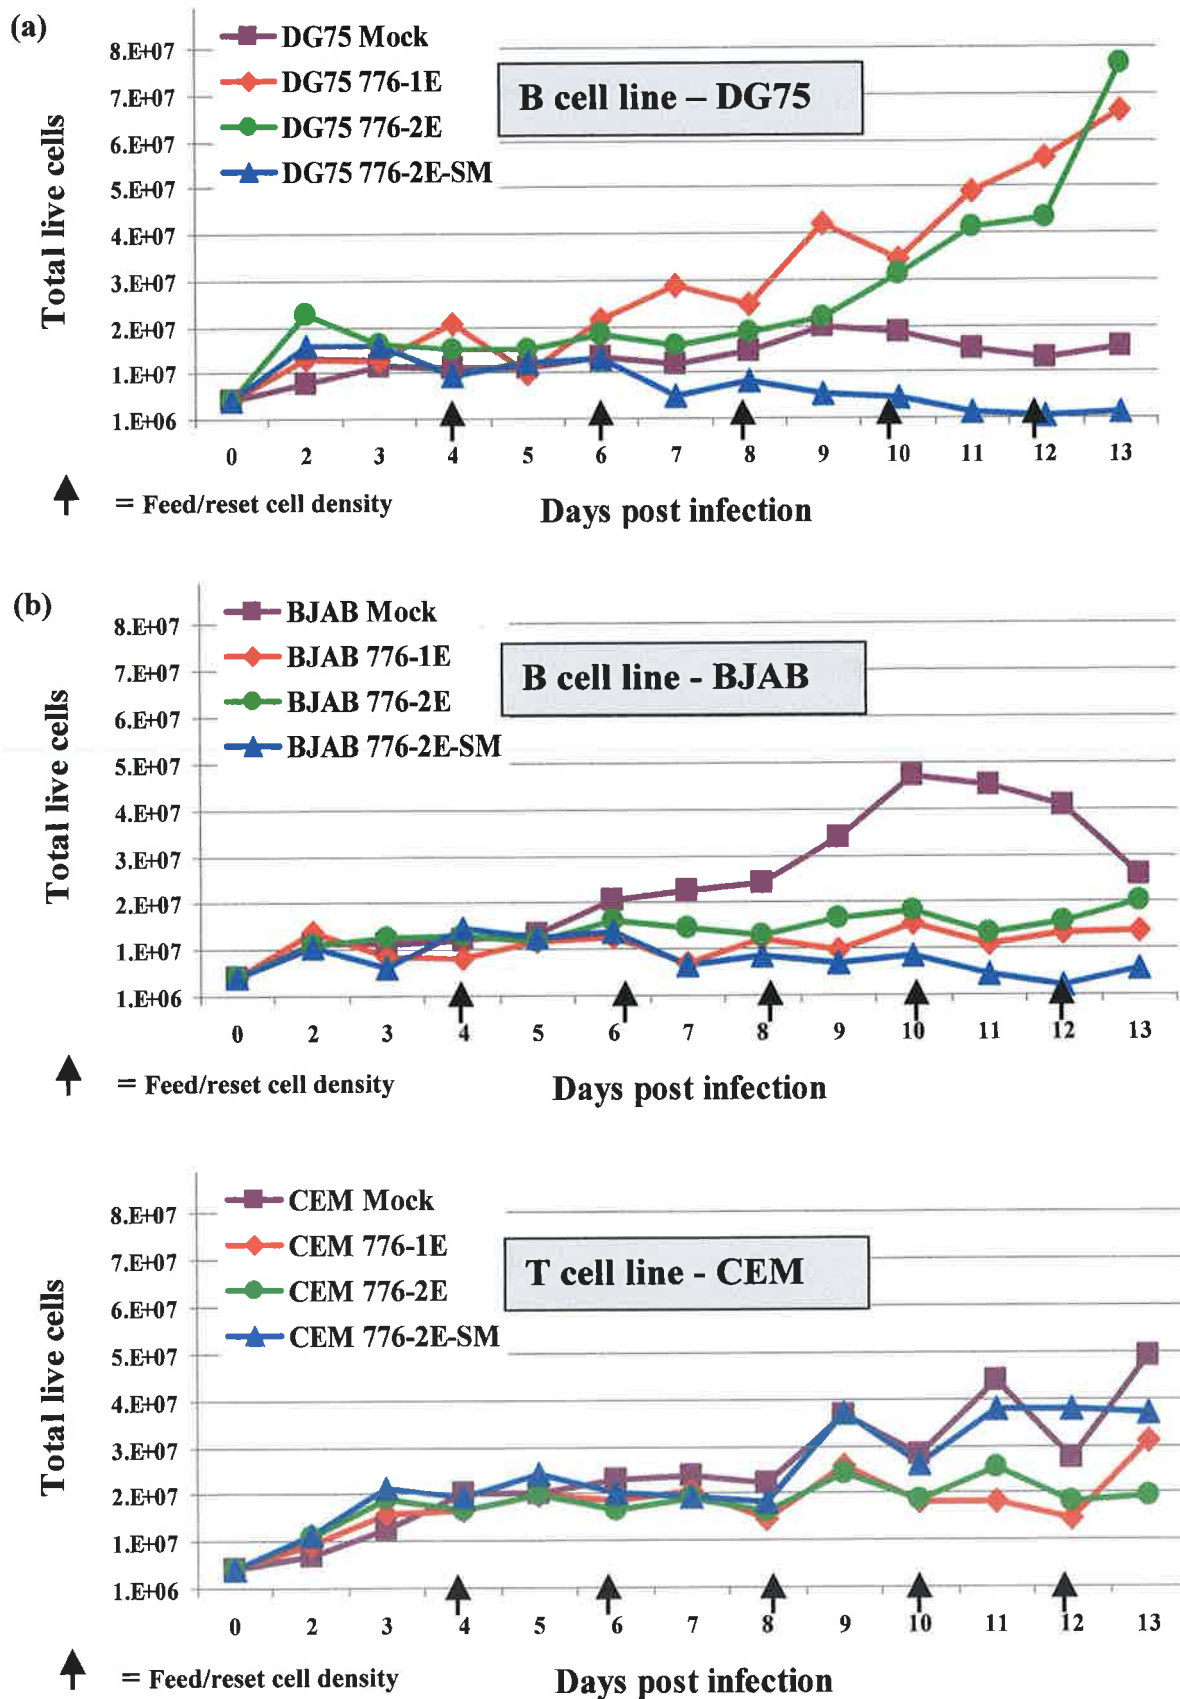 (a)
DG75 Mock
DG75 776-1E
DG75 776-2E
DG75 776-2E-SM
B cell line – DG75
Total live cells
8.E+07
7.E+07
6.E+07
5.E+07
4.E+07
3.E+07
2.E+07
1.E+07
1.E+06
0 2 3 4 5 6 7 8 9 10 11 12 13
= Feed/reset cell density
Days post infection
(b)
BJAB Mock
BJAB 776-1E
BJAB 776-2E
BJAB 776-2E-SM
B cell line - BJAB
Total live cells
8.E+07
7.E+07
6.E+07
5.E+07
4.E+07
3.E+07
2.E+07
1.E+07
1.E+06
0 2 3 4 5 6 7 8 9 10 11 12 13
= Feed/reset cell density
Days post infection
CEM Mock
CEM 776-1E
CEM 776-2E
CEM 776-2E-SM
T cell line - CEM
Total live cells
8.E+07
7.E+07
6.E+07
5.E+07
4.E+07
3.E+07
2.E+07
1.E+07
1.E+06
0 2 3 4 5 6 7 8 9 10 11 12 13
= Feed/reset cell density
Days post infection